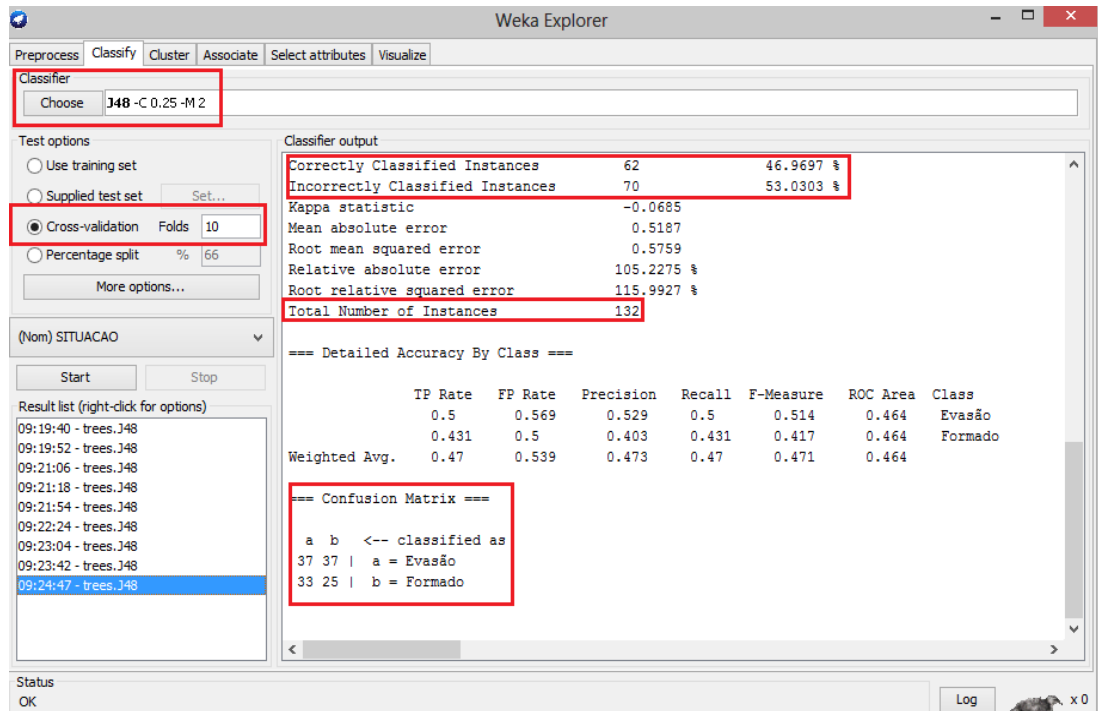 Weka Explorer
Preprocess Classify Cluster Associate Select attributes Visualize
Classifier
Choose J48 -C 0.25 -M 2
Test options
Use training set
Supplied test set Set...
Cross-validation Folds 10
Percentage split % 66
More options...
(Nom) SITUACAO
Start Stop
Result list (right-click for options)
09:19:40 - trees.J48
09:19:52 - trees.J48
09:21:06 - trees.J48
09:21:18 - trees.J48
09:21:54 - trees.J48
09:22:24 - trees.J48
09:23:04 - trees.J48
09:23:42 - trees.J48
09:24:47 - trees.J48
Classifier output
Correctly Classified Instances 62 46.9697 %
Incorrectly Classified Instances 70 53.0303 %
Kappa statistic -0.0685
Mean absolute error 0.5187
Root mean squared error 0.5759
Relative absolute error 105.2275 %
Root relative squared error 115.9927 %
Total Number of Instances 132
=== Detailed Accuracy By Class ===
TP Rate FP Rate Precision Recall F-Measure ROC Area Class
0.5 0.569 0.529 0.5 0.514 0.464 Evasão
0.431 0.5 0.403 0.431 0.417 0.464 Formado
Weighted Avg. 0.47 0.539 0.473 0.47 0.471 0.464
=== Confusion Matrix ===
a b <-- classified as
37 37 | a = Evasão
33 25 | b = Formado
Status
OK
Log x 0